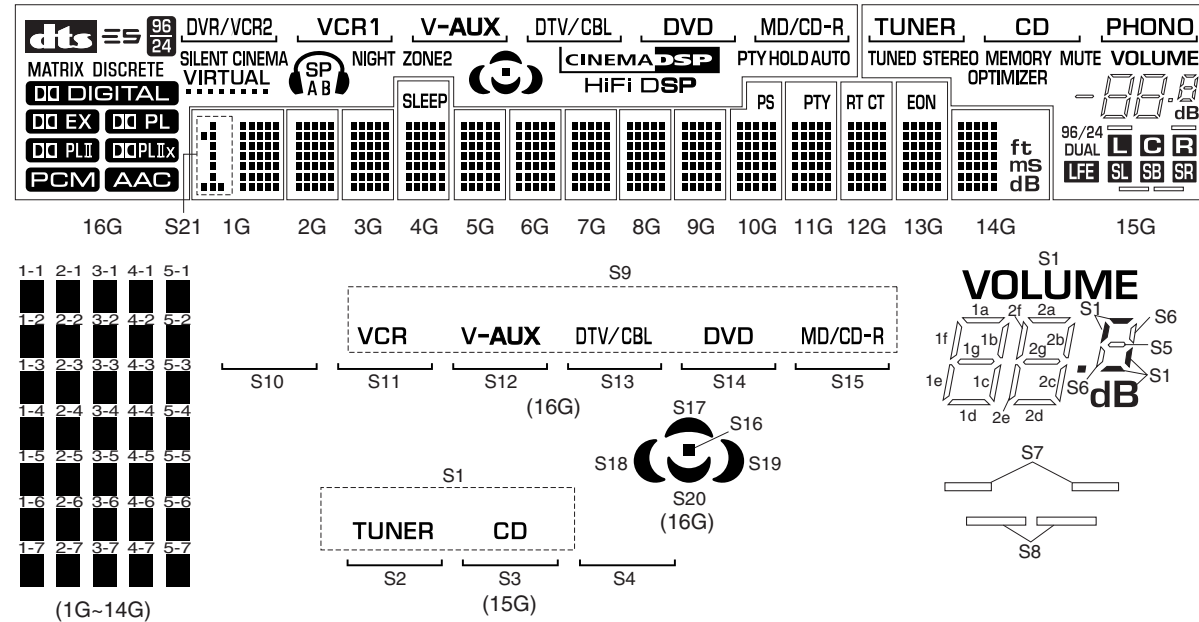 dts ES 96 24 DVR/VCR2 VCR1 V-AUX DTV/CBL DVD MD/CD-R TUNER CD PHONO
MATRIX DISCRETE SILENT CINEMA VIRTUAL SP A B NIGHT ZONE2 CINEMA DSP HiFi DSP PTY HOLD AUTO TUNED STEREO MEMORY OPTIMIZER MUTE VOLUME
DIGITAL SLEEP PS PTY RT CT EON -88.8 dB
EX PL
PLII PLIIx ft mS dB 96/24 DUAL L C R
PCM AAC LFE SL SB SR
16G S21 1G 2G 3G 4G 5G 6G 7G 8G 9G 10G 11G 12G 13G 14G 15G
1-1 2-1 3-1 4-1 5-1
1-2 2-2 3-2 4-2 5-2
1-3 2-3 3-3 4-3 5-3
1-4 2-4 3-4 4-4 5-4
1-5 2-5 3-5 4-5 5-5
1-6 2-6 3-6 4-6 5-6
1-7 2-7 3-7 4-7 5-7
(1G~14G)
S9
VCR V-AUX DTV/CBL DVD MD/CD-R
S10 S11 S12 S13 S14 S15
(16G)
S17
S16
S18 S19
S20
(16G)
S1
TUNER CD
S2 S3 S4
(15G)
S1
VOLUME
1a 2f 2a S1 S6
1f 1b 2b S5
1g 2g
1e 1c 2c S6 S1
dB
1d 2e 2d
S7
S8